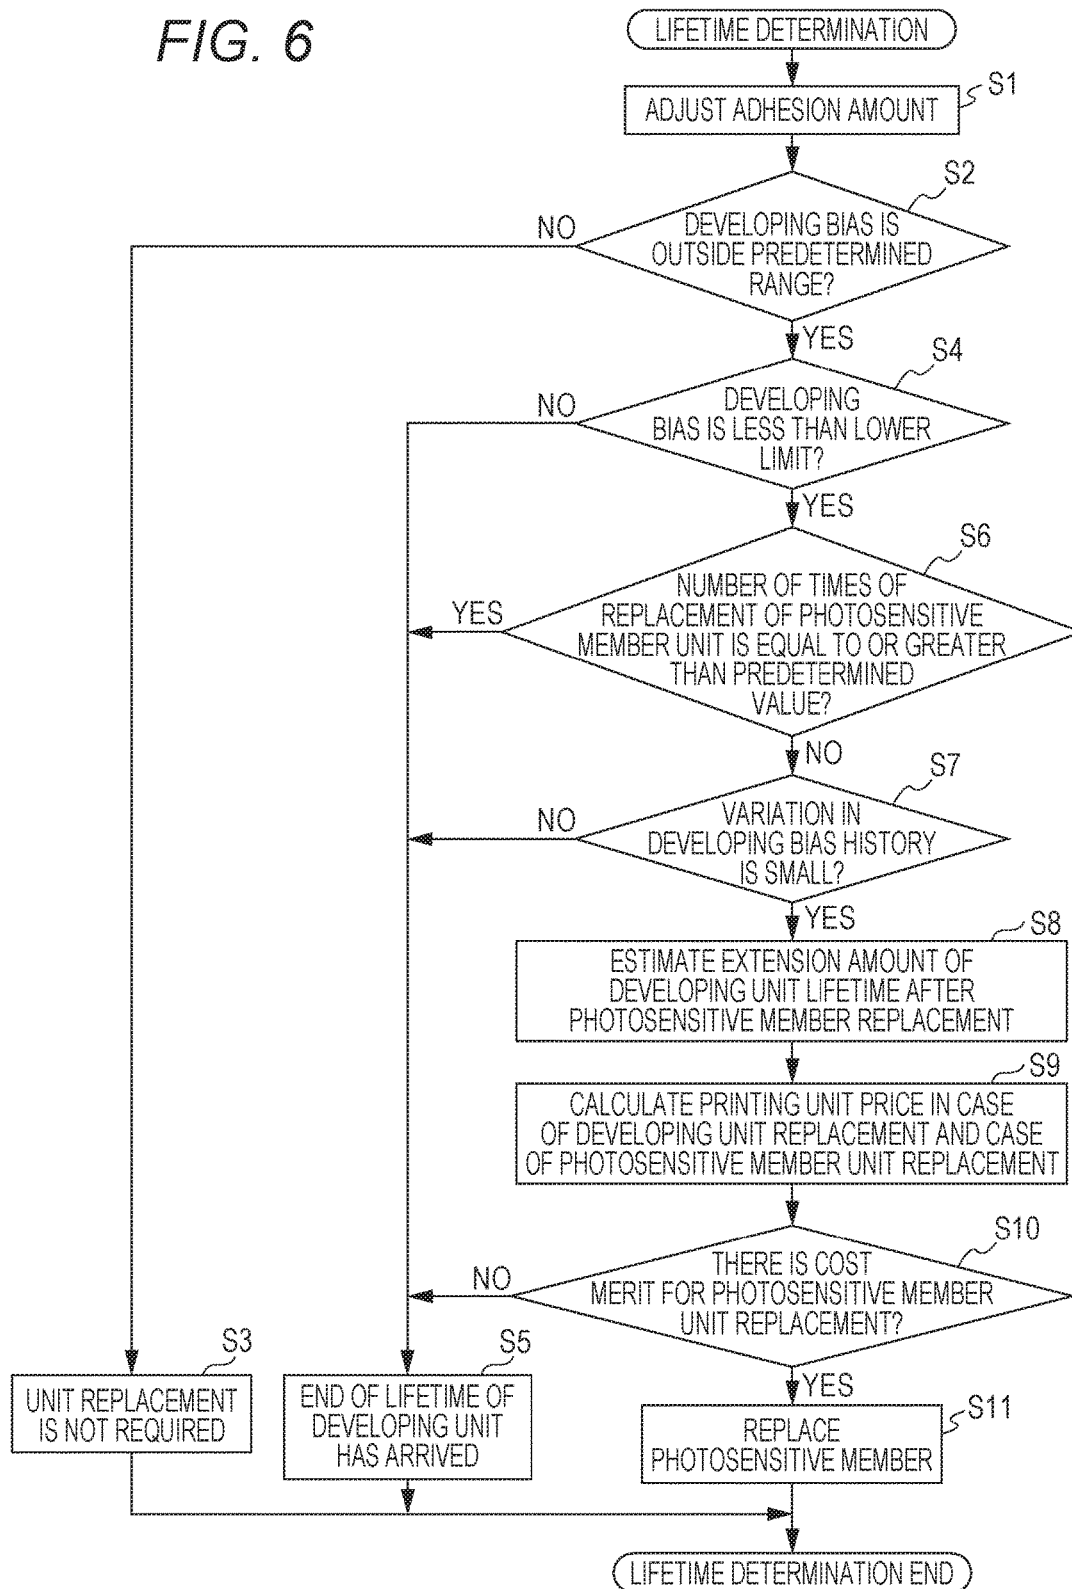 FIG. 6
LIFETIME DETERMINATION
S1
ADJUST ADHESION AMOUNT
S2
DEVELOPING BIAS IS
OUTSIDE PREDETERMINED
RANGE?
NO
YES
S4
DEVELOPING
BIAS IS LESS THAN LOWER
LIMIT?
NO
YES
S6
NUMBER OF TIMES OF
REPLACEMENT OF PHOTOSENSITIVE
MEMBER UNIT IS EQUAL TO OR GREATER
THAN PREDETERMINED
VALUE?
YES
NO
S7
VARIATION IN
DEVELOPING BIAS HISTORY
IS SMALL?
NO
YES
S8
ESTIMATE EXTENSION AMOUNT OF
DEVELOPING UNIT LIFETIME AFTER
PHOTOSENSITIVE MEMBER REPLACEMENT
S9
CALCULATE PRINTING UNIT PRICE IN CASE
OF DEVELOPING UNIT REPLACEMENT AND CASE
OF PHOTOSENSITIVE MEMBER UNIT REPLACEMENT
S10
THERE IS COST
MERIT FOR PHOTOSENSITIVE MEMBER
UNIT REPLACEMENT?
NO
YES
S3
UNIT REPLACEMENT
IS NOT REQUIRED
S5
END OF LIFETIME OF
DEVELOPING UNIT
HAS ARRIVED
S11
REPLACE
PHOTOSENSITIVE MEMBER
LIFETIME DETERMINATION END